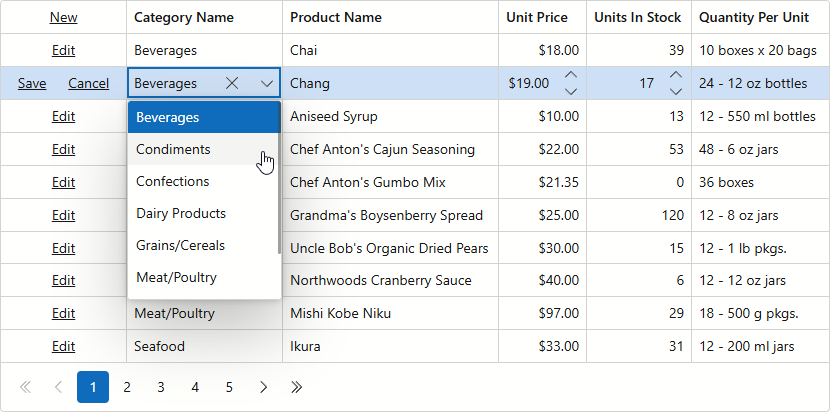 New Category Name Product Name Unit Price Units In Stock Quantity Per Unit
Edit Beverages Chai $18.00 39 10 boxes x 20 bags
Save Cancel Beverages Chang $19.00 17 24 - 12 oz bottles
Edit Beverages Aniseed Syrup $10.00 13 12 - 550 ml bottles
Edit Condiments Chef Anton's Cajun Seasoning $22.00 53 48 - 6 oz jars
Edit Confections Chef Anton's Gumbo Mix $21.35 0 36 boxes
Edit Dairy Products Grandma's Boysenberry Spread $25.00 120 12 - 8 oz jars
Edit Grains/Cereals Uncle Bob's Organic Dried Pears $30.00 15 12 - 1 lb pkgs.
Edit Meat/Poultry Northwoods Cranberry Sauce $40.00 6 12 - 12 oz jars
Edit Meat/Poultry Mishi Kobe Niku $97.00 29 18 - 500 g pkgs.
Edit Seafood Ikura $33.00 31 12 - 200 ml jars
1 2 3 4 5